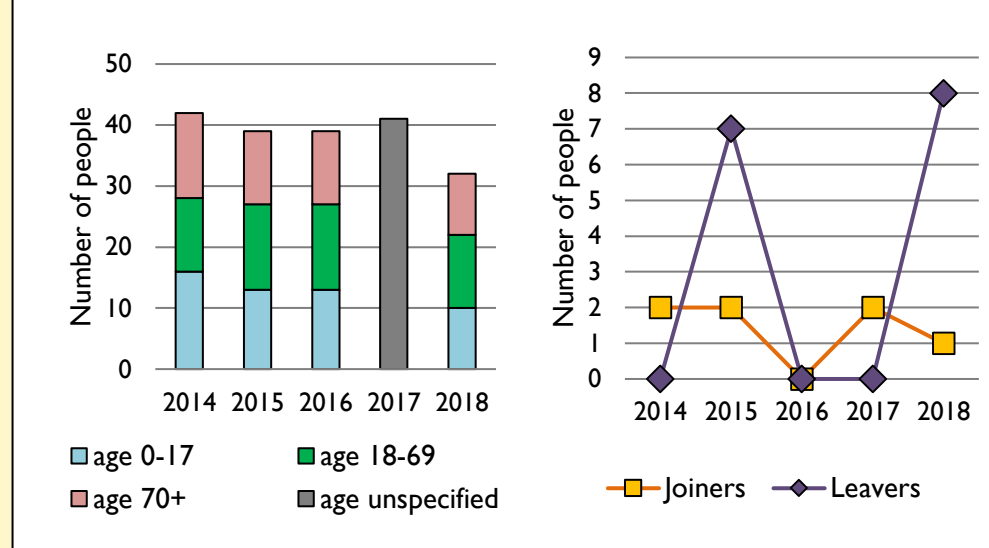 Number of people
50
40
30
20
10
0
2014 2015 2016 2017 2018
age 0-17 age 18-69
age 70+ age unspecified
Number of people
9
8
7
6
5
4
3
2
1
0
2014 2015 2016 2017 2018
Joiners Leavers